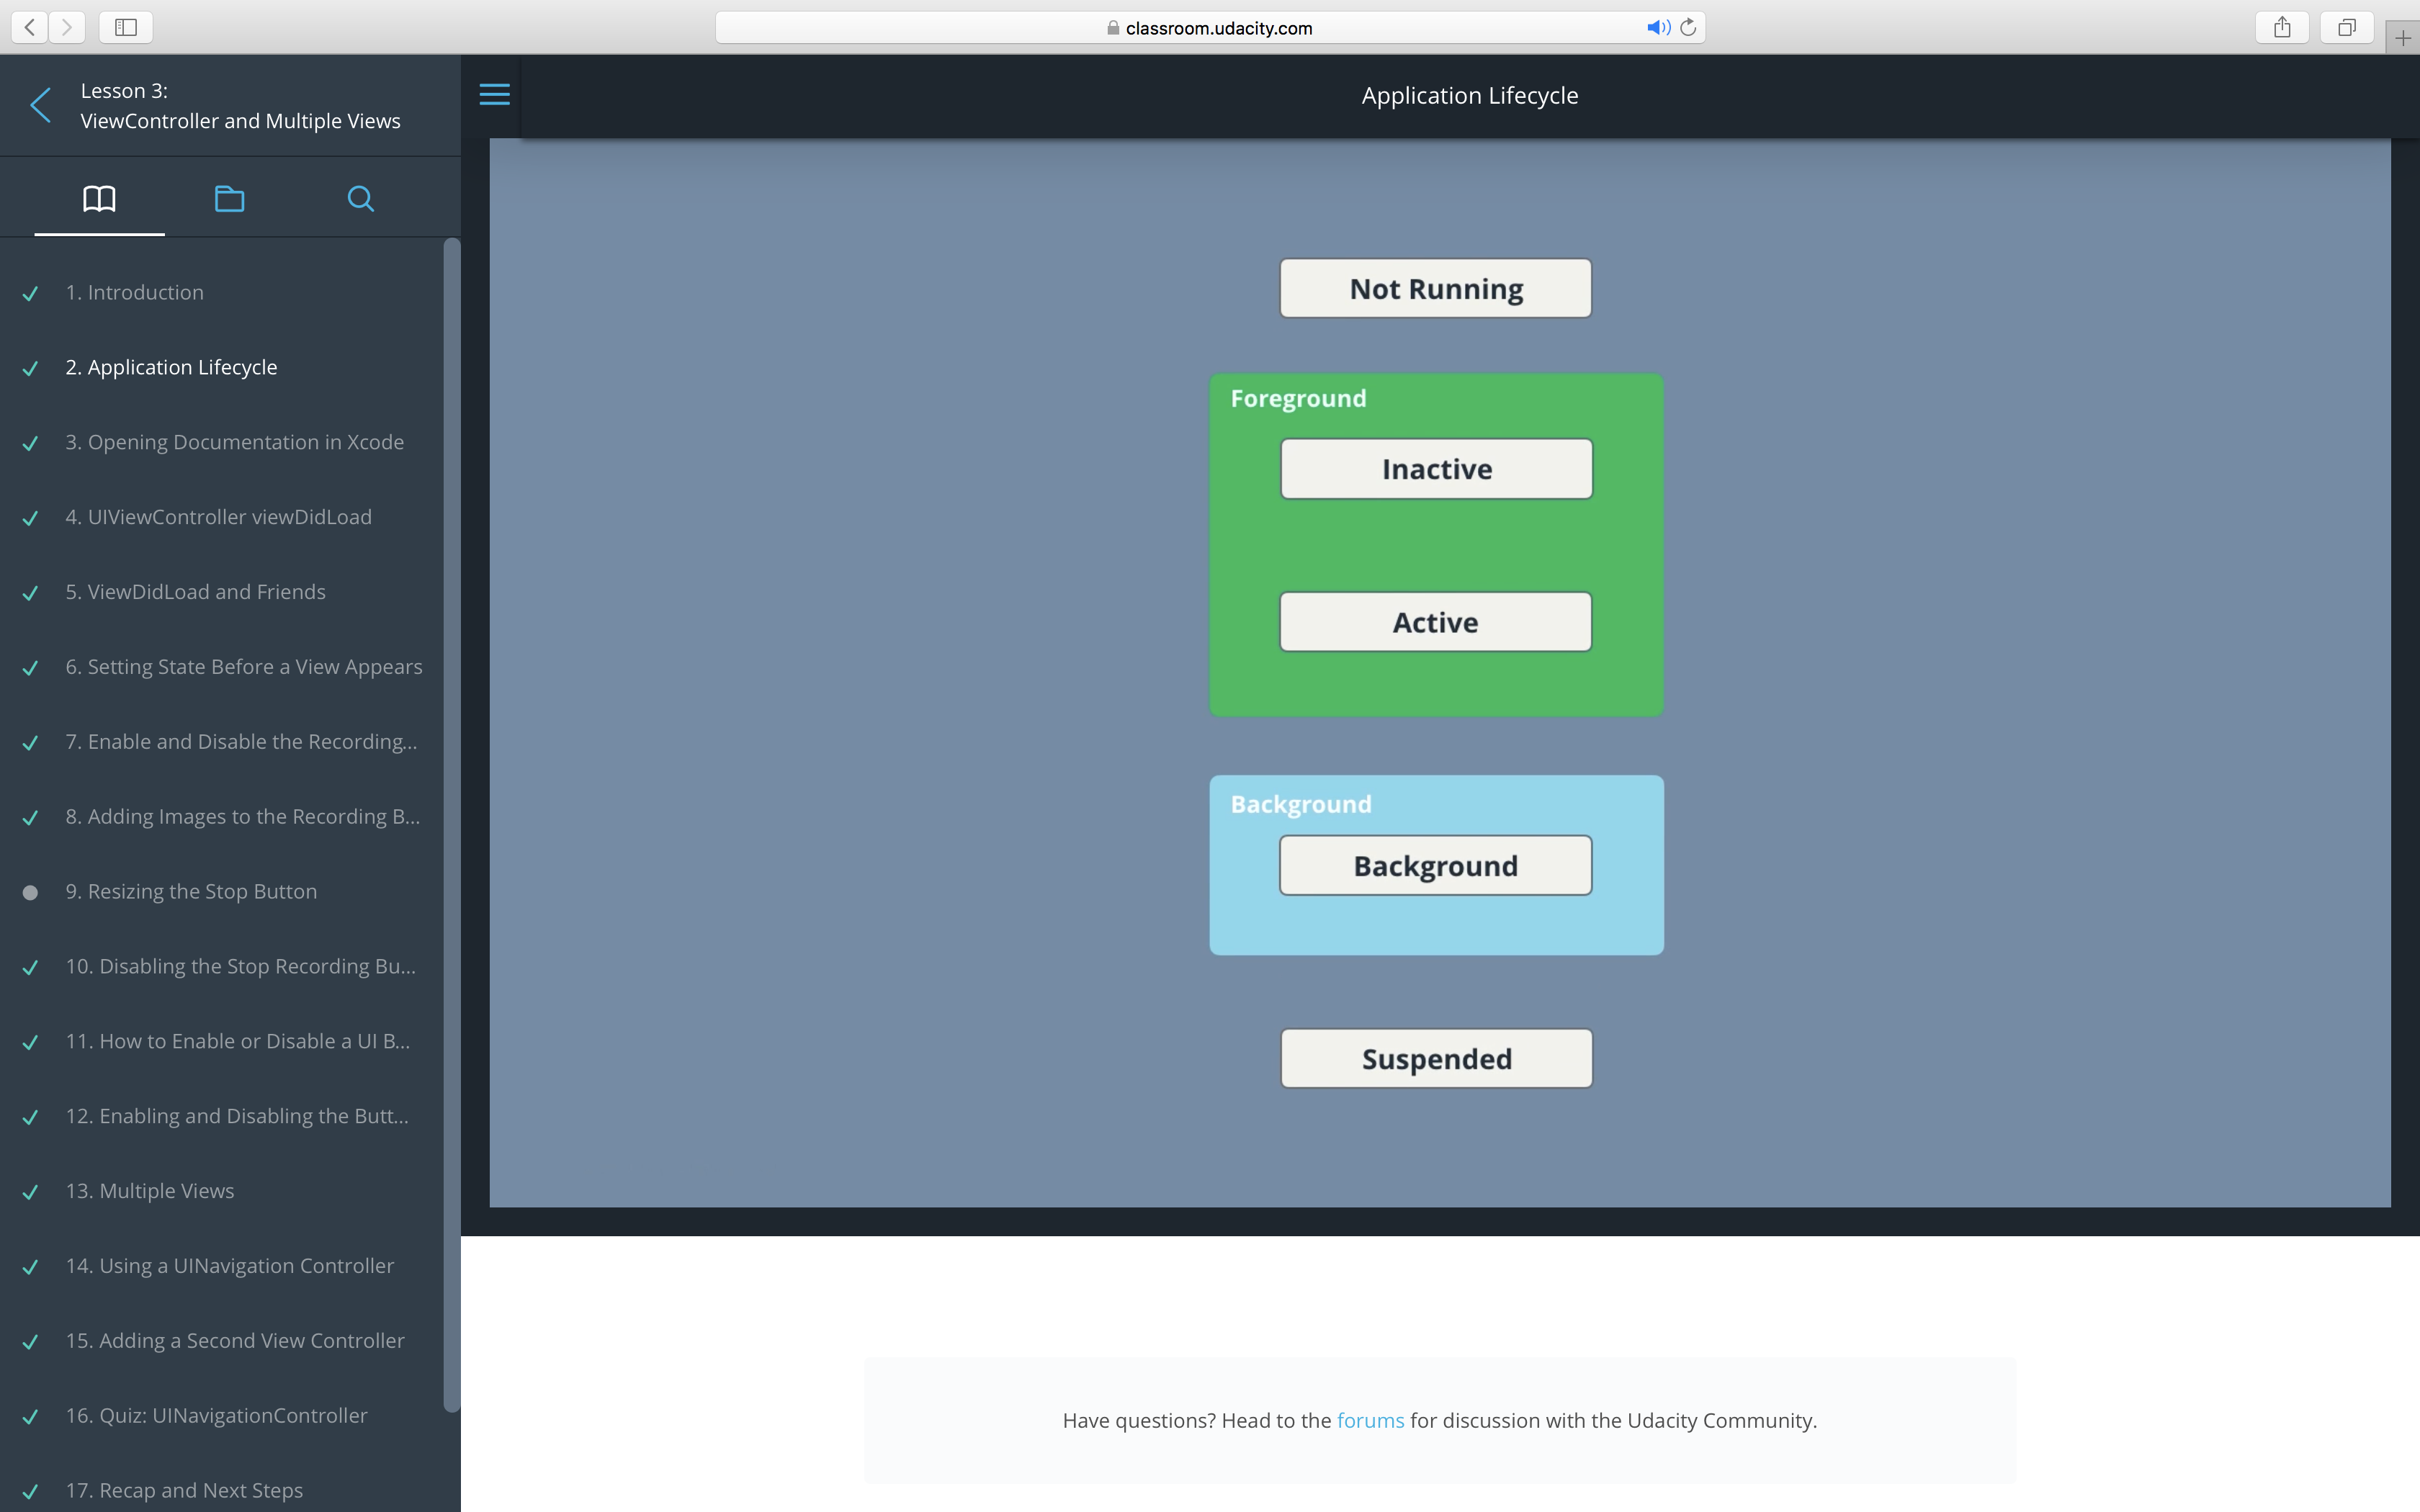 classroom.udacity.com
Lesson 3:
ViewController and Multiple Views
Application Lifecycle
1. Introduction
2. Application Lifecycle
3. Opening Documentation in Xcode
4. UIViewController viewDidLoad
5. ViewDidLoad and Friends
6. Setting State Before a View Appears
7. Enable and Disable the Recording...
8. Adding Images to the Recording B...
9. Resizing the Stop Button
10. Disabling the Stop Recording Bu...
11. How to Enable or Disable a UI B...
12. Enabling and Disabling the Butt...
13. Multiple Views
14. Using a UINavigation Controller
15. Adding a Second View Controller
16. Quiz: UINavigationController
17. Recap and Next Steps
Not Running
Foreground
Inactive
Active
Background
Background
Suspended
Have questions? Head to the forums for discussion with the Udacity Community.